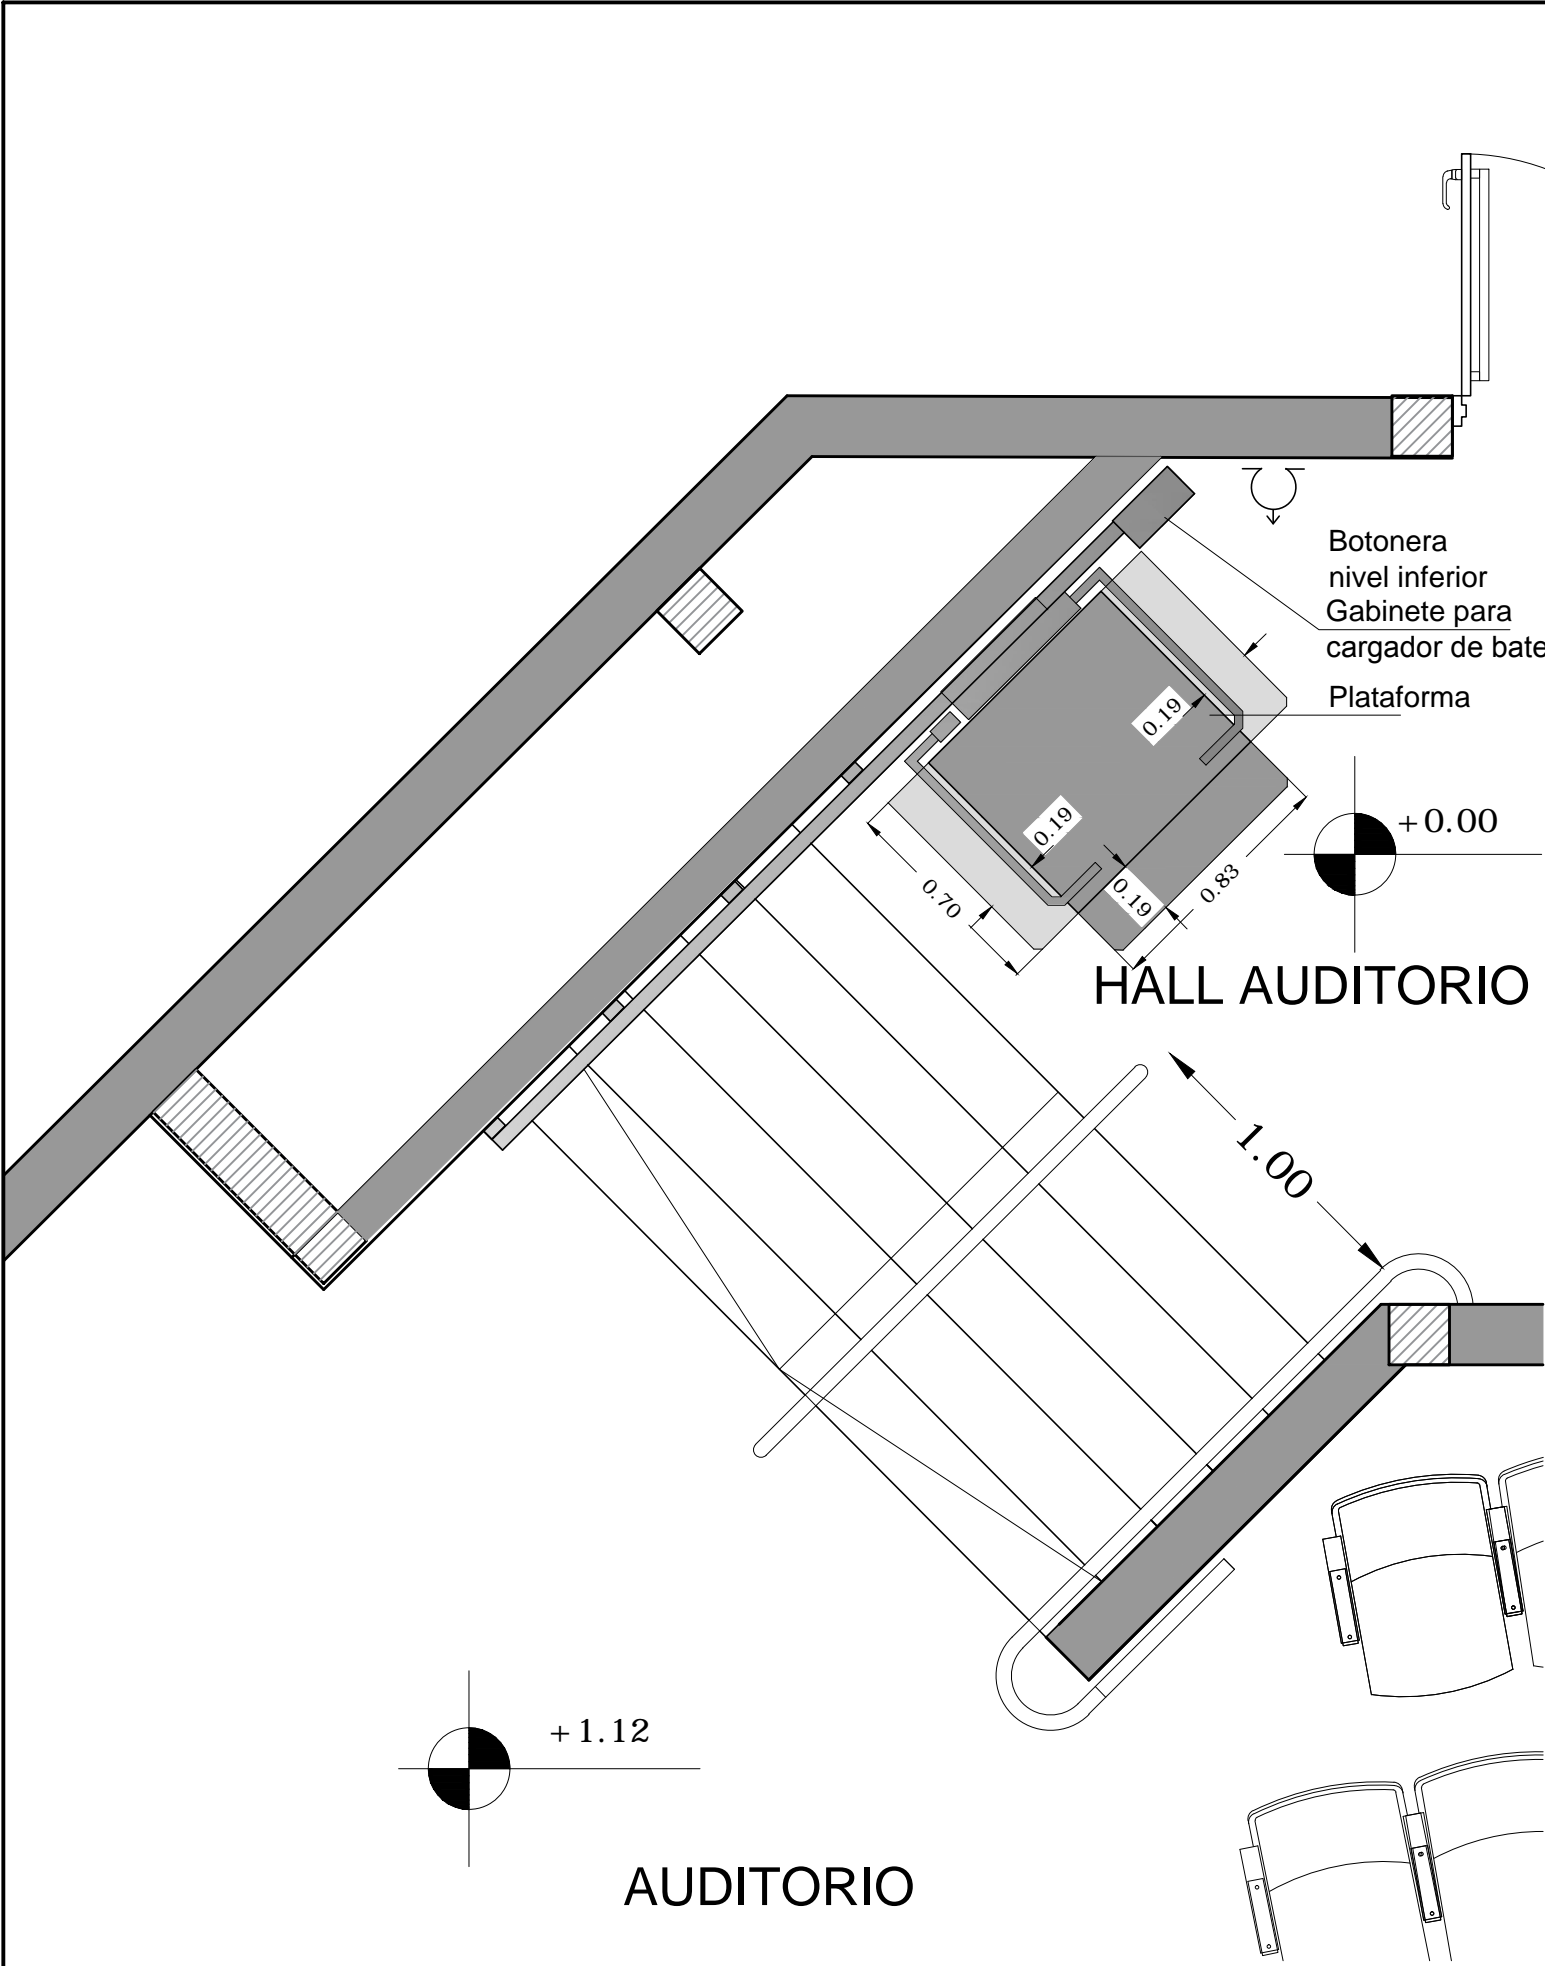 Botonera
nivel inferior
Gabinete para
cargador de bate
Plataforma
0.19
+0.00
0.19
0.83
0.19
0.70
HALL AUDITORIO
1.00
+1.12
AUDITORIO